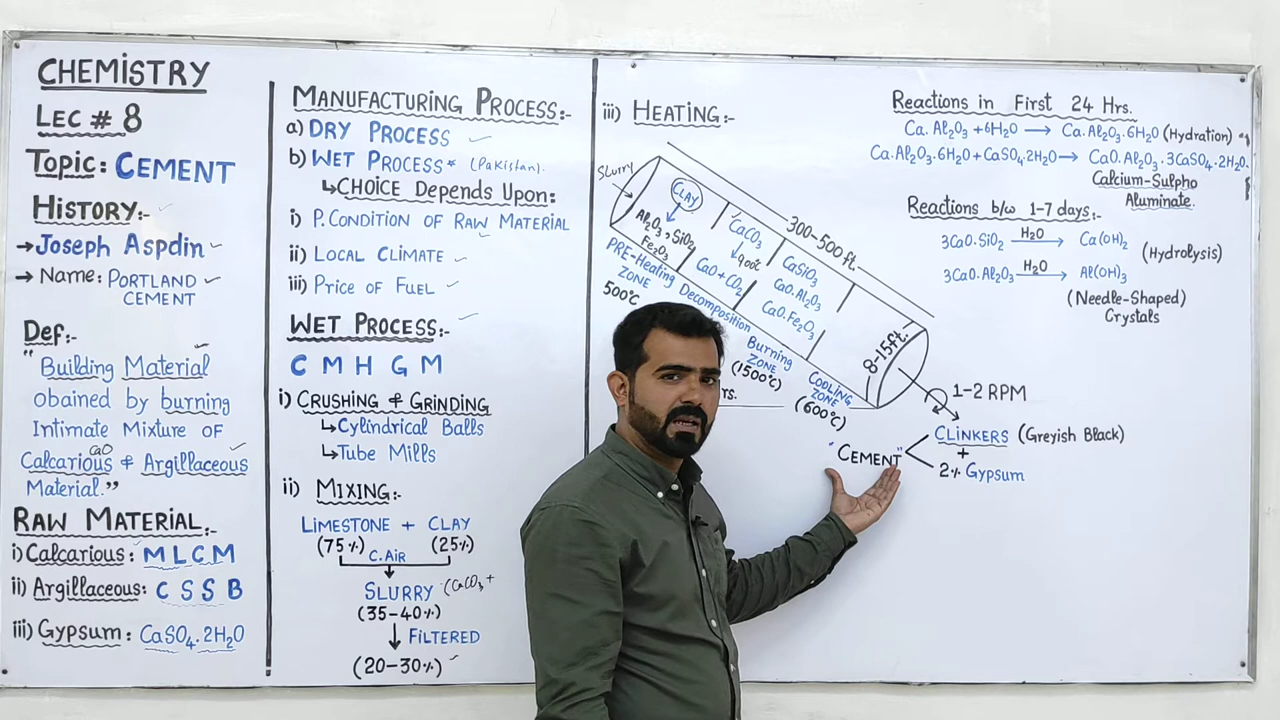 CHEMISTRY
LEC # 8
Topic: CEMENT
HISTORY:-
→ Joseph Aspdin
→ Name: PORTLAND
CEMENT
Def:-
"Building Material
obained by burning
Intimate Mixture of
CaO
Calcarious & Argillaceous
Material."
RAW MATERIAL:-
i) Calcarious: M L C M
ii) Argillaceous: C S S B
iii) Gypsum: CaSO₄.2H₂O
MANUFACTURING PROCESS:-
a) DRY PROCESS
b) WET PROCESS* (Pakistan).
↳CHOICE Depends Upon:
i) P. CONDITION OF RAW MATERIAL
ii) LOCAL CLIMATE
iii) PRICE OF FUEL
WET PROCESS:-
C M H G M
i) CRUSHING & GRINDING
↳Cylindrical Balls
↳Tube Mills
ii) MIXING:-
LIMESTONE + CLAY
(75%) C.Air (25%)
SLURRY (CaCO₃ +
(35-40%)
↓ FILTERED
(20-30%)
iii) HEATING:-
Slurry
CLAY
Al₂O₃, SiO₂
Fe₂O₃
PRE-Heating
ZONE
500°C
CaCO₃
↓ 900°C
CaO + CO₂
Decomposition
CaSiO₃
CaO.Al₂O₃
CaO.Fe₂O₃
Burning
ZONE
(1500°C)
COOLING
ZONE
(600°C)
300-500 ft.
8-15ft.
rs.
1-2 RPM
"CEMENT"
CLINKERS (Greyish Black)
+
2% Gypsum
Reactions in First 24 Hrs.
Ca.Al₂O₃ + 6H₂O → Ca.Al₂O₃.6H₂O (Hydration)
Ca.Al₂O₃.6H₂O + CaSO₄.2H₂O → CaO.Al₂O₃.3CaSO₄.2H₂O.
Calcium-Sulpho
Aluminate.
Reactions b/w 1-7 days:-
3CaO.SiO₂ H₂O→ Ca(OH)₂
(Hydrolysis)
3CaO.Al₂O₃ H₂O→ Al(OH)₃
(Needle-Shaped)
Crystals